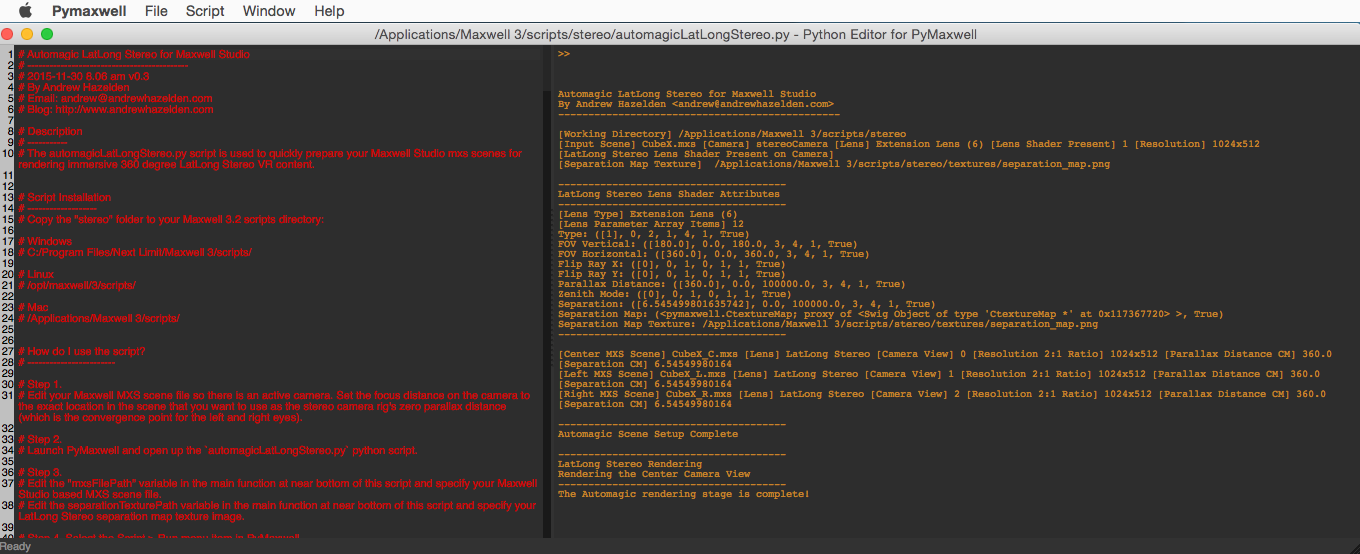 Pymaxwell File Script Window Help
/Applications/Maxwell 3/scripts/stereo/automagicLatLongStereo.py - Python Editor for PyMaxwell
1 # Automagic LatLong Stereo for Maxwell Studio
2 # -----------------------------------------------
3 # 2015-11-30 8.08 am v0.3
4 # By Andrew Hazelden
5 # Email: andrew@andrewhazelden.com
6 # Blog: http://www.andrewhazelden.com
7
8 # Description
9 # -----------
10 # The automagicLatLongStereo.py script is used to quickly prepare your Maxwell Studio mxs scenes for
rendering immersive 360 degree LatLong Stereo VR content.
11
12
13 # Script Installation
14 # -------------------
15 # Copy the "stereo" folder to your Maxwell 3.2 scripts directory:
16
17 # Windows
18 # C:/Program Files/Next Limit/Maxwell 3/scripts/
19
20 # Linux
21 # /opt/maxwell/3/scripts/
22
23 # Mac
24 # /Applications/Maxwell 3/scripts/
25
26
27 # How do I use the script?
28 # ------------------------
29
30 # Step 1.
31 # Edit your Maxwell MXS scene file so there is an active camera. Set the focus distance on the camera to
the exact location in the scene that you want to use as the stereo camera rig's zero parallax distance
(which is the convergence point for the left and right eyes).
32
33 # Step 2.
34 # Launch PyMaxwell and open up the `automagicLatLongStereo.py` python script.
35
36 # Step 3.
37 # Edit the "mxsFilePath" variable in the main function at near bottom of this script and specify your Maxwell
Studio based MXS scene file.
38 # Edit the separationTexturePath variable in the main function at near bottom of this script and specify your
LatLong Stereo separation map texture image.
39
40 # Step 4. Select the Script > Run menu item in PyMaxwell.
>>
Automagic LatLong Stereo for Maxwell Studio
By Andrew Hazelden <andrew@andrewhazelden.com>
-----------------------------------------------
[Working Directory] /Applications/Maxwell 3/scripts/stereo
[Input Scene] CubeX.mxs [Camera] stereoCamera [Lens] Extension Lens (6) [Lens Shader Present] 1 [Resolution] 1024x512
[LatLong Stereo Lens Shader Present on Camera]
[Separation Map Texture]  /Applications/Maxwell 3/scripts/stereo/textures/separation_map.png
--------------------------------------
LatLong Stereo Lens Shader Attributes
--------------------------------------
[Lens Type] Extension Lens (6)
[Lens Parameter Array Items] 12
Type: ([1], 0, 2, 1, 4, 1, True)
FOV Vertical: ([180.0], 0.0, 180.0, 3, 4, 1, True)
FOV Horizontal: ([360.0], 0.0, 360.0, 3, 4, 1, True)
Flip Ray X: ([0], 0, 1, 0, 1, 1, True)
Flip Ray Y: ([0], 0, 1, 0, 1, 1, True)
Parallax Distance: ([360.0], 0.0, 100000.0, 3, 4, 1, True)
Zenith Mode: ([0], 0, 1, 0, 1, 1, True)
Separation: ([6.545499801635742], 0.0, 100000.0, 3, 4, 1, True)
Separation Map: (<pymaxwell.CtextureMap; proxy of <Swig Object of type 'CtextureMap *' at 0x117367720> >, True)
Separation Map Texture: /Applications/Maxwell 3/scripts/stereo/textures/separation_map.png
--------------------------------------
[Center MXS Scene] CubeX_C.mxs [Lens] LatLong Stereo [Camera View] 0 [Resolution 2:1 Ratio] 1024x512 [Parallax Distance CM] 360.0
[Separation CM] 6.54549980164
[Left MXS Scene] CubeX_L.mxs [Lens] LatLong Stereo [Camera View] 1 [Resolution 2:1 Ratio] 1024x512 [Parallax Distance CM] 360.0
[Separation CM] 6.54549980164
[Right MXS Scene] CubeX_R.mxs [Lens] LatLong Stereo [Camera View] 2 [Resolution 2:1 Ratio] 1024x512 [Parallax Distance CM] 360.0
[Separation CM] 6.54549980164
--------------------------------------
Automagic Scene Setup Complete
--------------------------------------
LatLong Stereo Rendering
Rendering the Center Camera View
--------------------------------------
The Automagic rendering stage is complete!
Ready